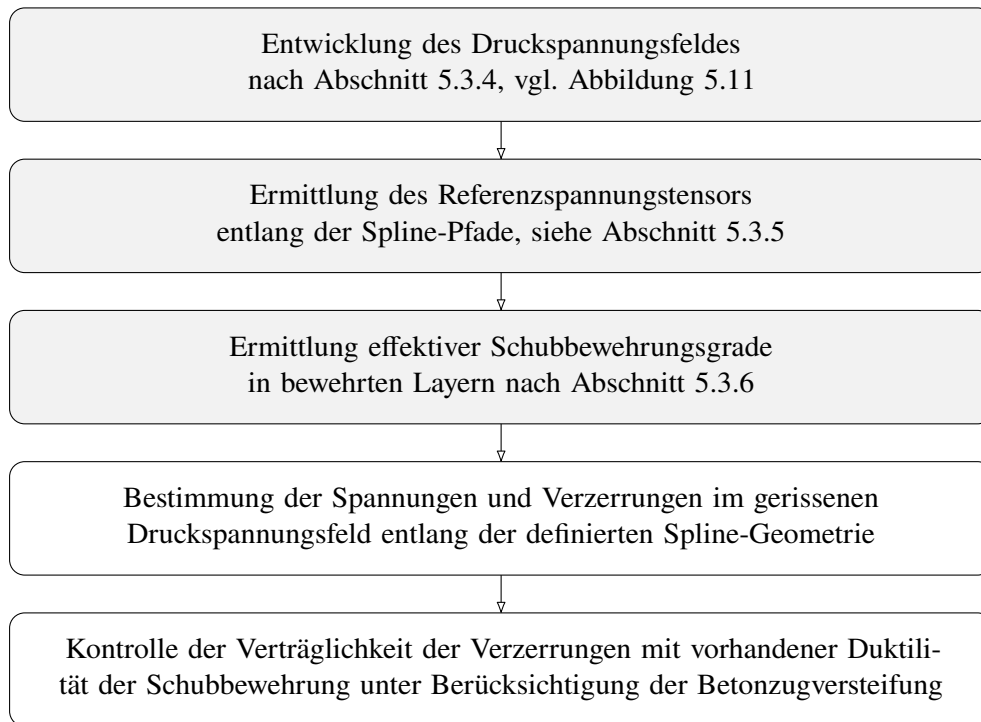 Entwicklung des Druckspannungsfeldes
nach Abschnitt 5.3.4, vgl. Abbildung 5.11
Ermittlung des Referenzspannungstensors
entlang der Spline-Pfade, siehe Abschnitt 5.3.5
Ermittlung effektiver Schubbewehrungsgrade
in bewehrten Layern nach Abschnitt 5.3.6
Bestimmung der Spannungen und Verzerrungen im gerissenen
Druckspannungsfeld entlang der definierten Spline-Geometrie
Kontrolle der Verträglichkeit der Verzerrungen mit vorhandener Duktili-
tät der Schubbewehrung unter Berücksichtigung der Betonzugversteifung